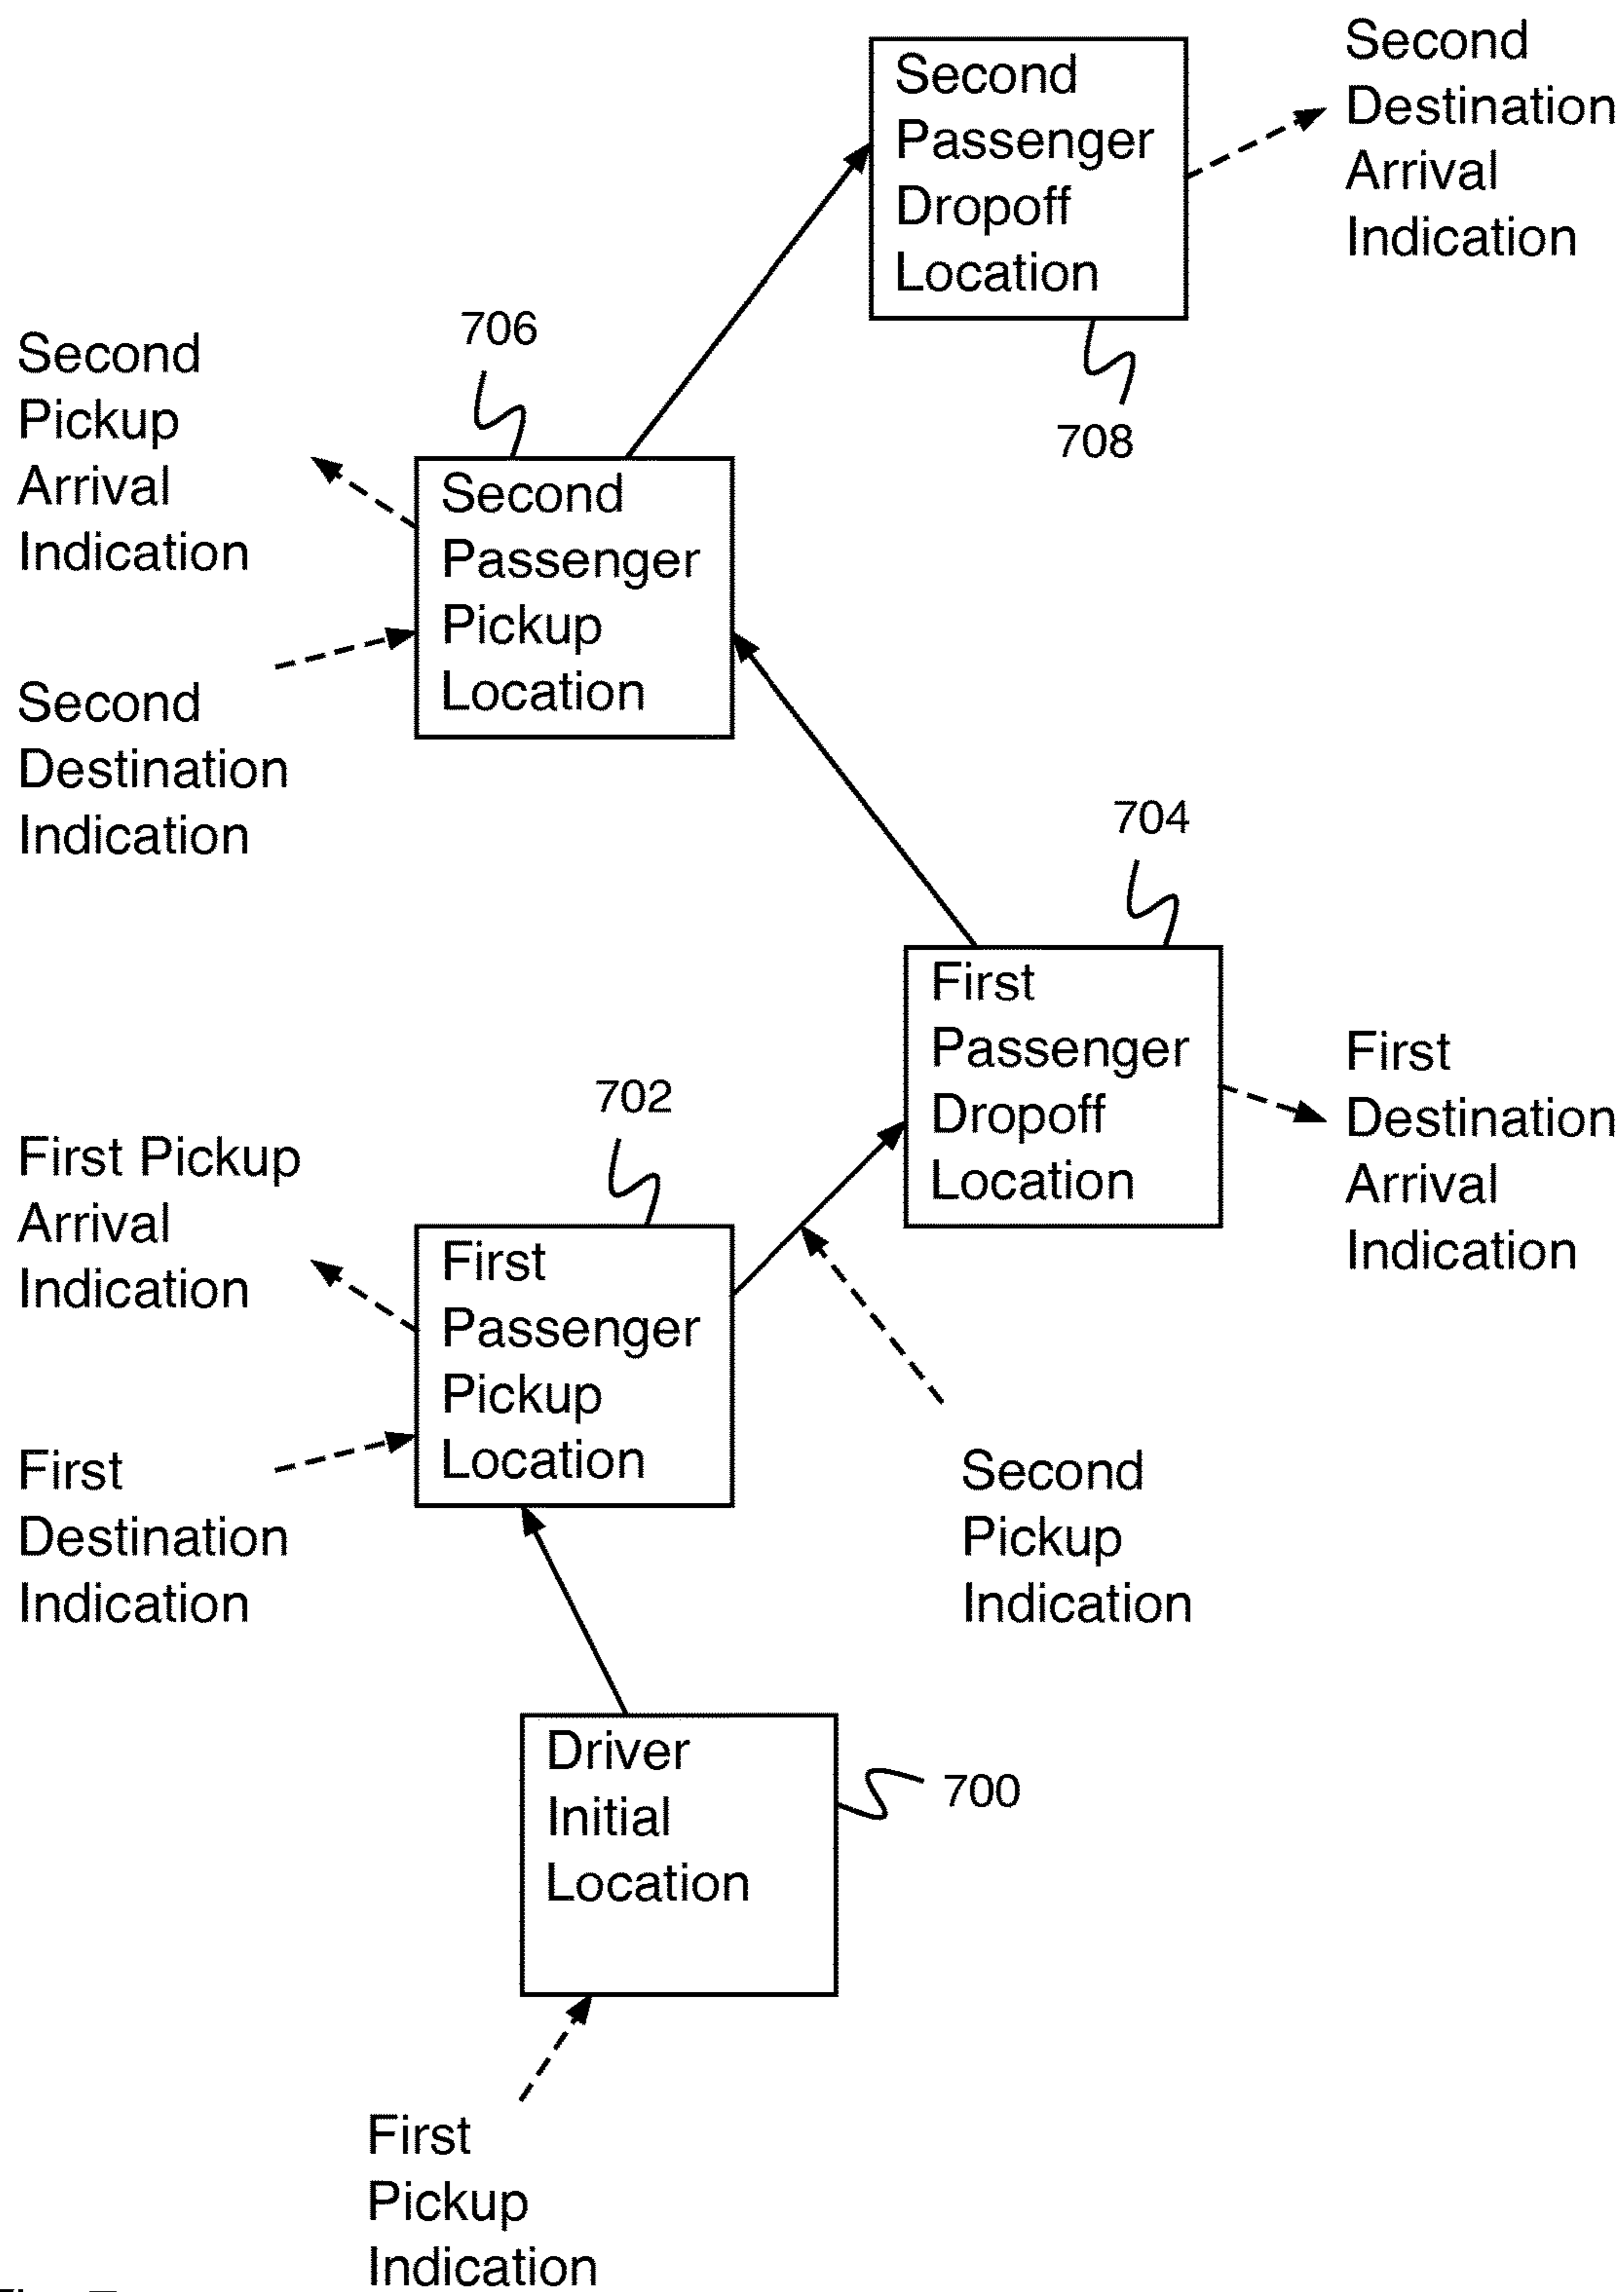 Second
Passenger
Dropoff
Location
Second
Destination
Arrival
Indication
708
706
Second
Pickup
Arrival
Indication
Second
Passenger
Pickup
Location
Second
Destination
Indication
704
First
Passenger
Dropoff
Location
First
Destination
Arrival
Indication
702
First Pickup
Arrival
Indication
First
Passenger
Pickup
Location
First
Destination
Indication
Second
Pickup
Indication
Driver
Initial
Location
700
First
Pickup
Indication